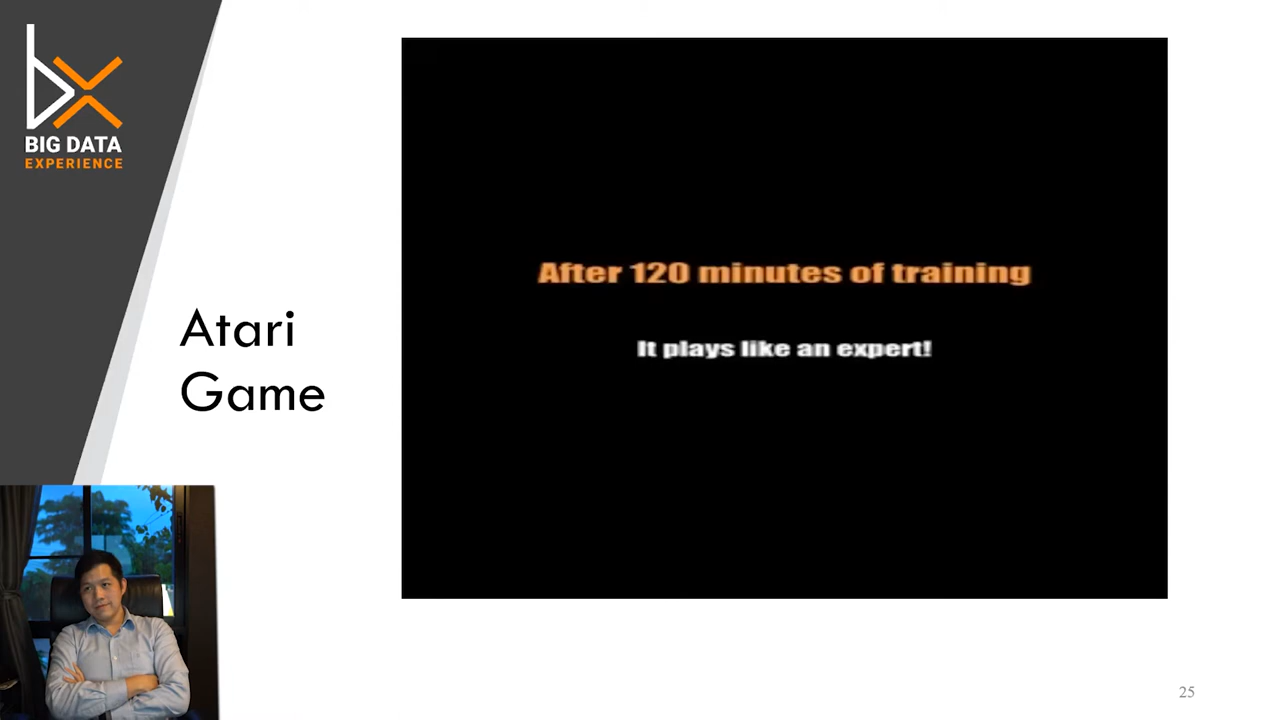 BIG DATA
EXPERIENCE
Atari
Game
After 120 minutes of training
It plays like an expert!
25